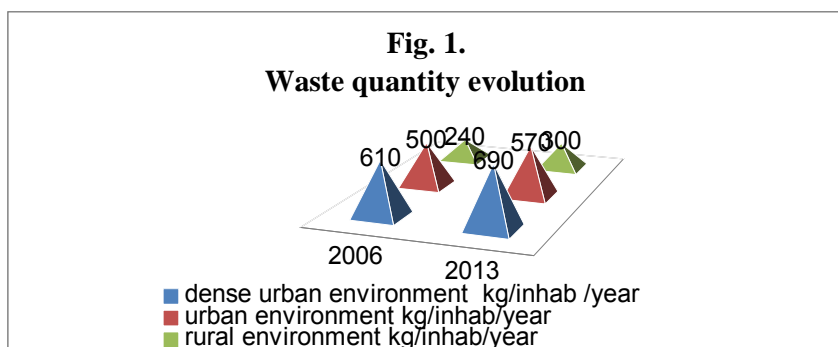 Fig. 1.
Waste quantity evolution
610 500 240 690 570 300
2006
2013
dense urban environment kg/inhab /year
urban environment kg/inhab/year
rural environment kg/inhab/year